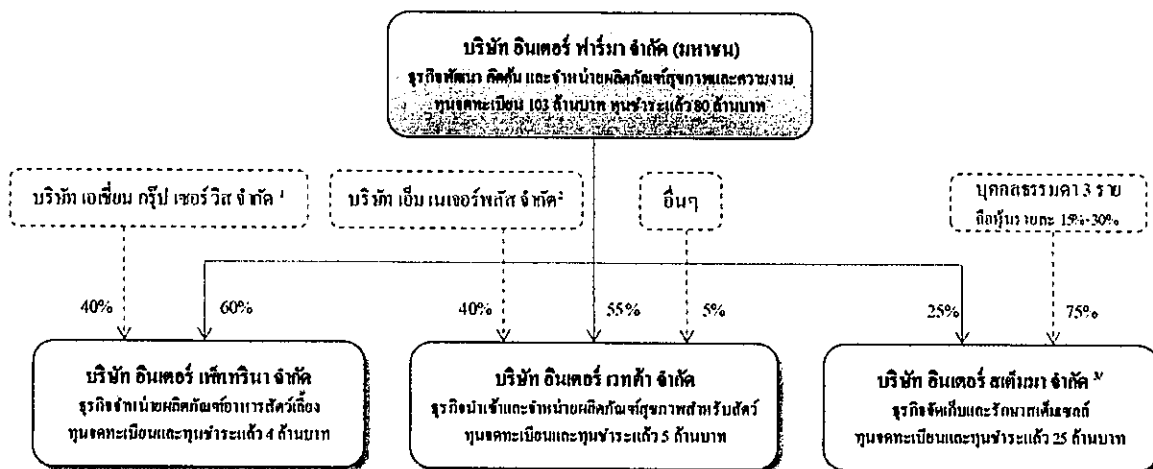 บริษัท อินเตอร์ ฟาร์มา จำกัด (มหาชน)
ธุรกิจพัฒนา คิดค้น และจำหน่ายผลิตภัณฑ์สุขภาพและความงาม
ทุนจดทะเบียน 103 ล้านบาท ทุนชำระแล้ว 80 ล้านบาท
บริษัท เอเชี่ยน กรุ๊ป เซอร์วิส จำกัด 1
บริษัท เอ็ม เนเจอร์พลัส จำกัด 2
อื่นๆ
บุคคลธรรมดา 3 ราย
ถือหุ้นรายละ 15%-30%
40%
60%
40%
55%
5%
25%
75%
บริษัท อินเตอร์ เพ็ททรินา จำกัด
ธุรกิจจำหน่ายผลิตภัณฑ์อาหารสัตว์เลี้ยง
ทุนจดทะเบียนและทุนชำระแล้ว 4 ล้านบาท
บริษัท อินเตอร์ เวทต้า จำกัด
ธุรกิจนำเข้าและจำหน่ายผลิตภัณฑ์สุขภาพสำหรับสัตว์
ทุนจดทะเบียนและทุนชำระแล้ว 5 ล้านบาท
บริษัท อินเตอร์ สเต็มมา จำกัด 3/
ธุรกิจจัดเก็บและรักษาสเต็มเซลล์
ทุนจดทะเบียนและทุนชำระแล้ว 25 ล้านบาท